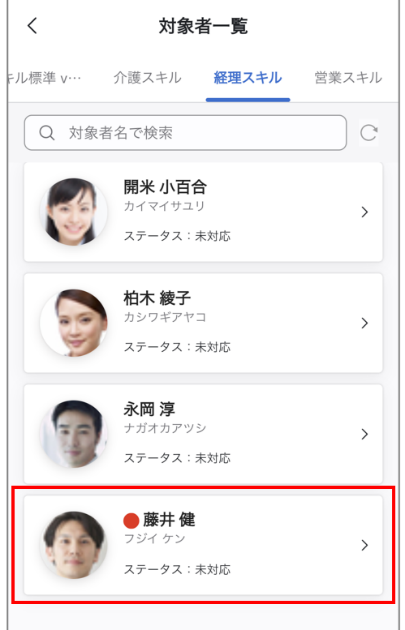 対象者一覧
キル標準 v… 介護スキル 経理スキル 営業スキル
対象者名で検索
開米 小百合
カイマイサユリ
ステータス：未対応
柏木 綾子
カシワギアヤコ
ステータス：未対応
永岡 淳
ナガオカアツシ
ステータス：未対応
藤井 健
フジイ ケン
ステータス：未対応